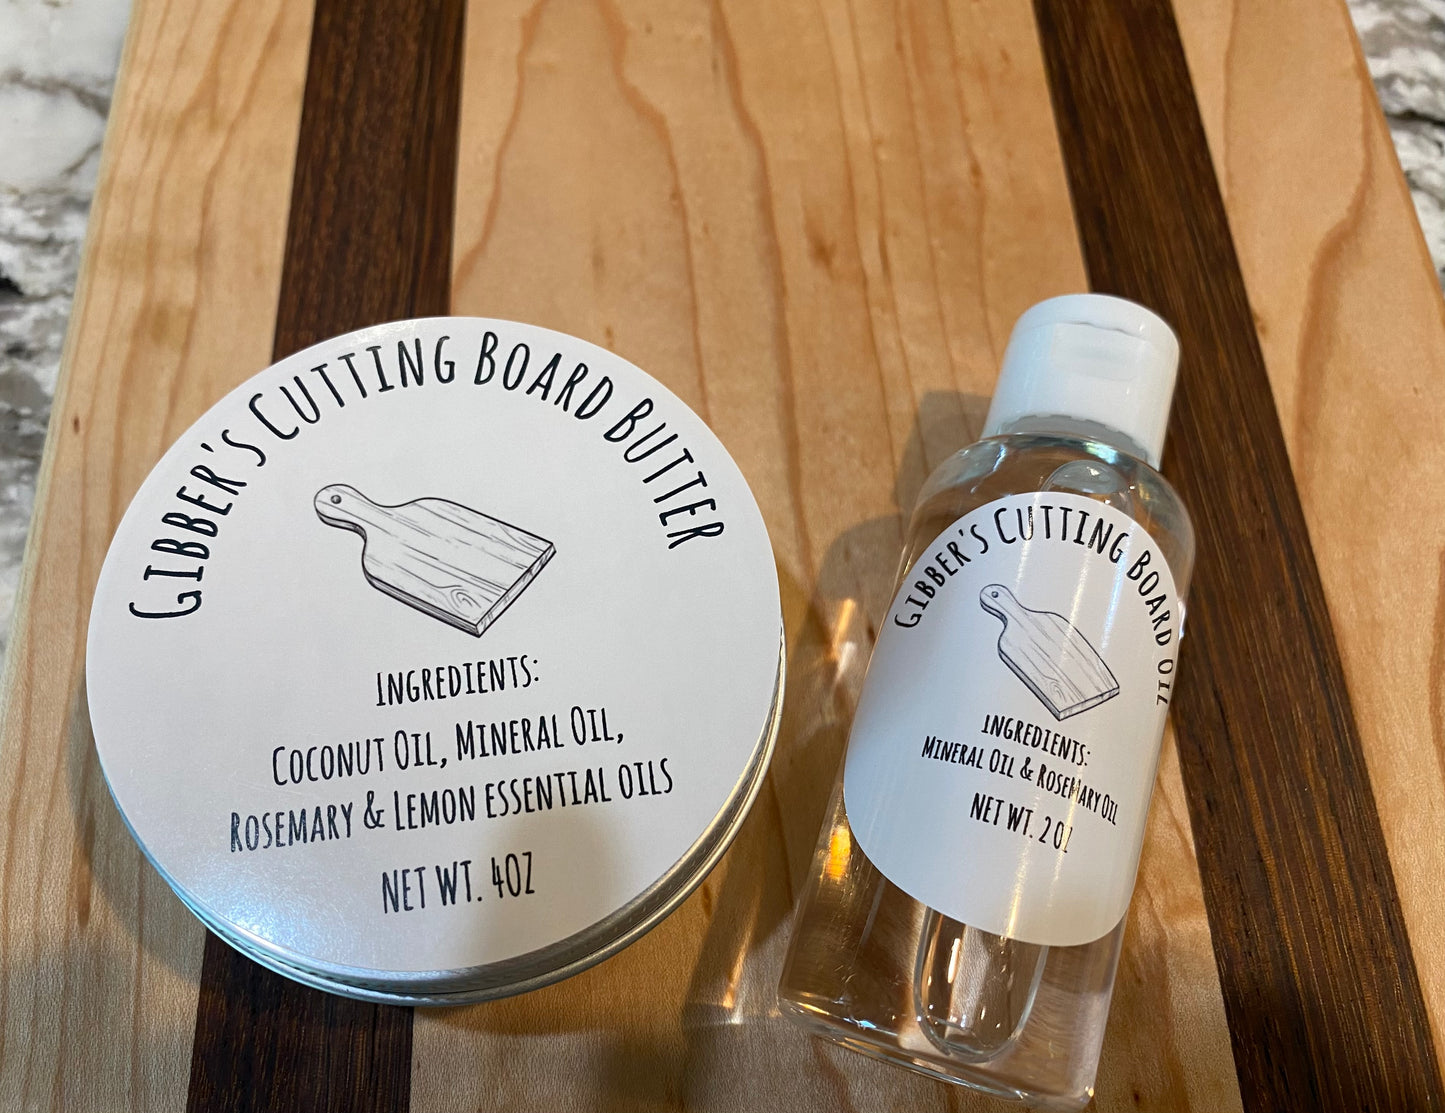 Gibber's Cutting Board Butter
Ingredients:
Coconut Oil, Mineral Oil,
Rosemary & Lemon essential oils
net wt. 4oz
Gibber's Cutting Board Oil
Ingredients:
Mineral Oil & Rosemary Oil
net wt. 2 oz